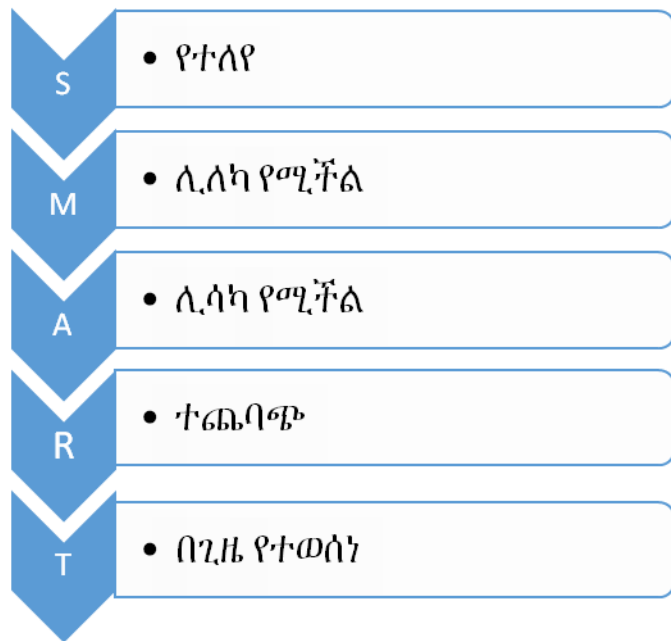 S
• የተለየ
M
• ሊለካ የሚችል
A
• ሊሳካ የሚችል
R
• ተጨባጭ
T
• በጊዜ የተወሰነ